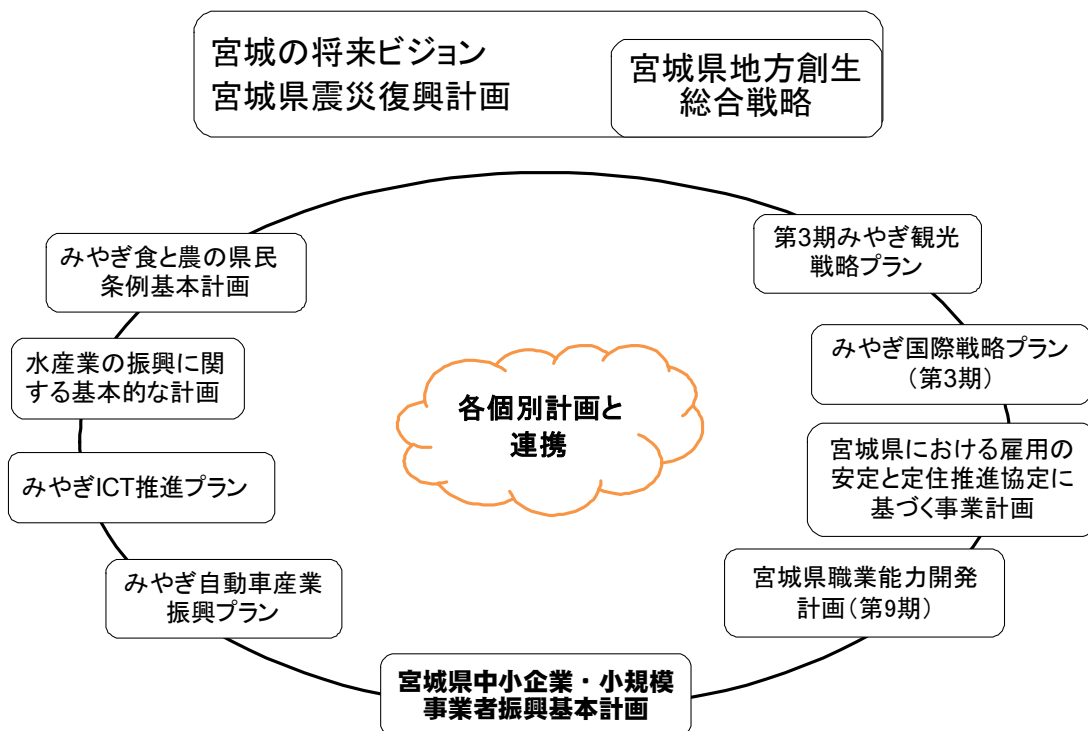 宮城の将来ビジョン
宮城県震災復興計画
宮城県地方創生
総合戦略
みやぎ食と農の県民
条例基本計画
第3期みやぎ観光
戦略プラン
水産業の振興に関
する基本的な計画
みやぎ国際戦略プラン
（第3期）
各個別計画と
連携
みやぎICT推進プラン
宮城県における雇用の
安定と定住推進協定に
基づく事業計画
みやぎ自動車産業
振興プラン
宮城県職業能力開発
計画（第9期）
宮城県中小企業・小規模
事業者振興基本計画